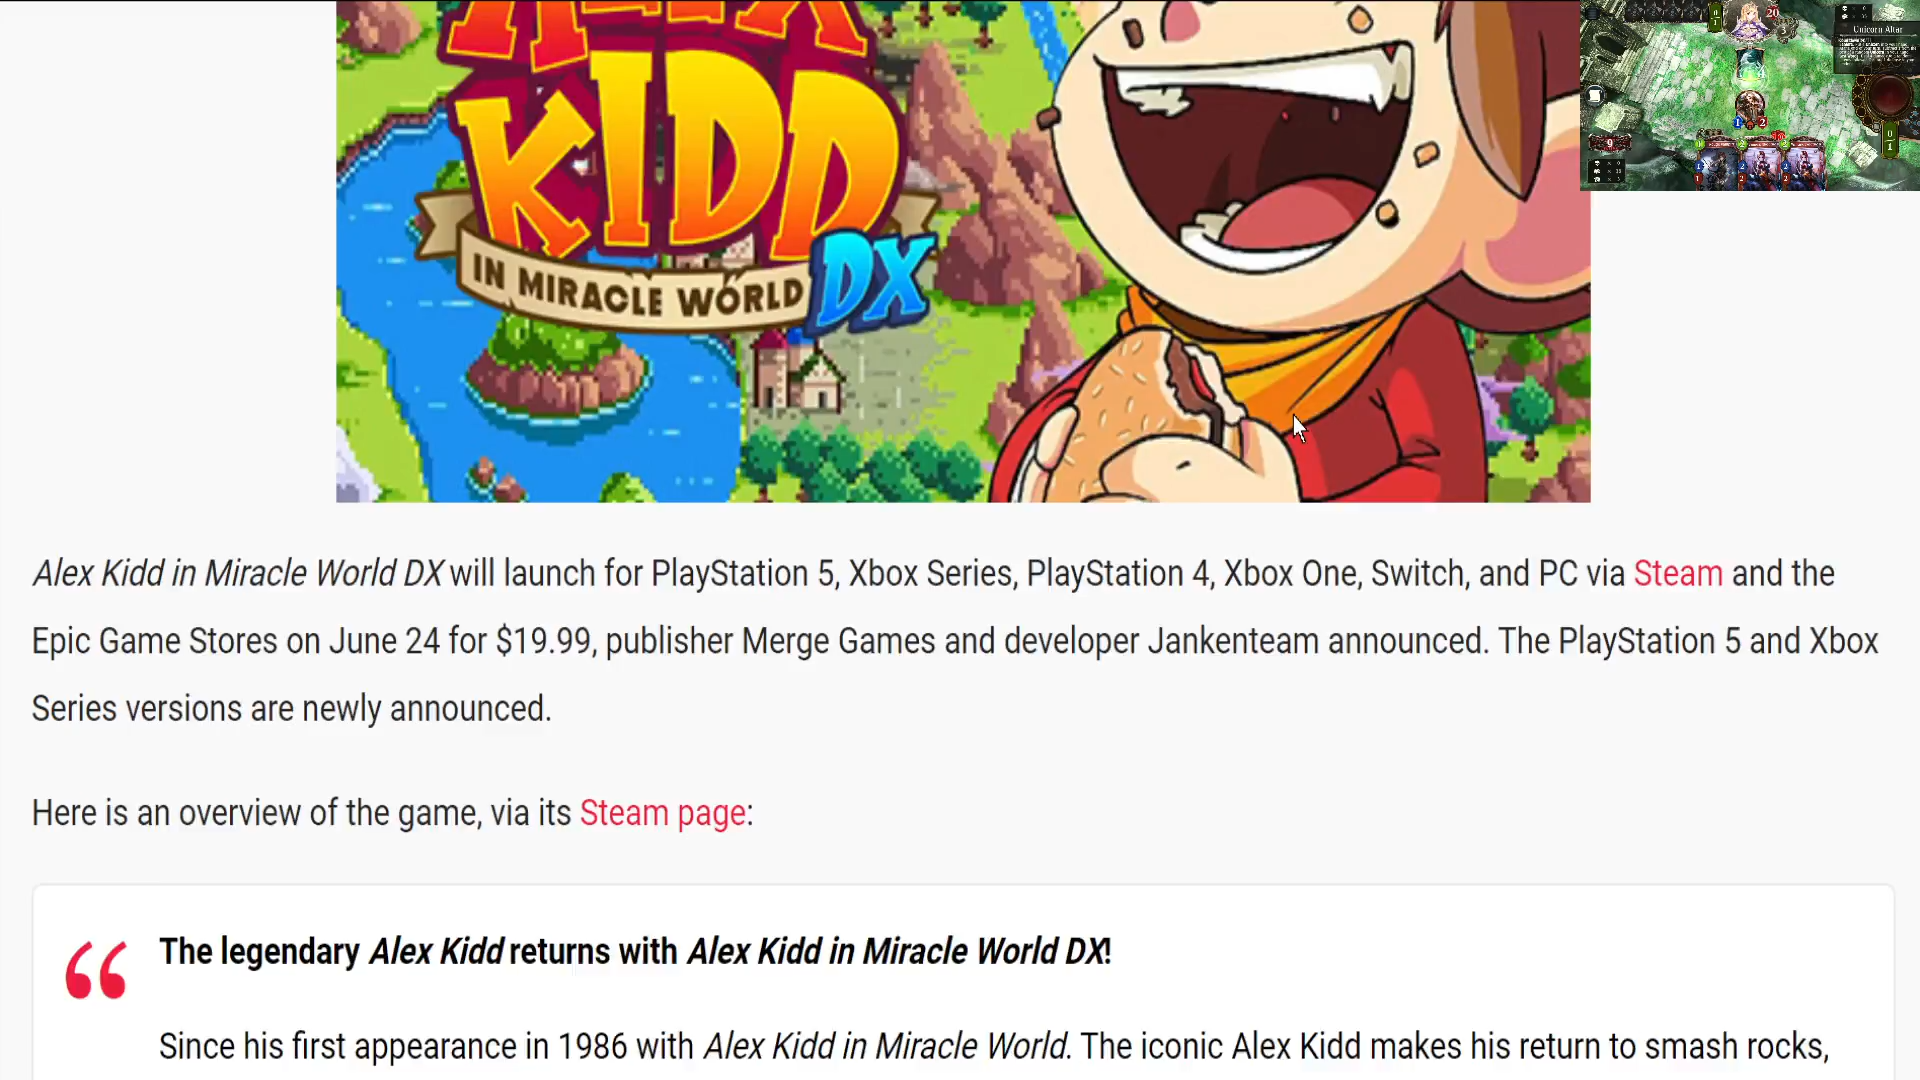 ALEX
KIDD
IN MIRACLE WORLD DX
20
Unicorn Altar
Alex Kidd in Miracle World DX will launch for PlayStation 5, Xbox Series, PlayStation 4, Xbox One, Switch, and PC via Steam and the
Epic Game Stores on June 24 for $19.99, publisher Merge Games and developer Jankenteam announced. The PlayStation 5 and Xbox
Series versions are newly announced.
Here is an overview of the game, via its Steam page:
“ The legendary Alex Kidd returns with Alex Kidd in Miracle World DX!
Since his first appearance in 1986 with Alex Kidd in Miracle World. The iconic Alex Kidd makes his return to smash rocks,